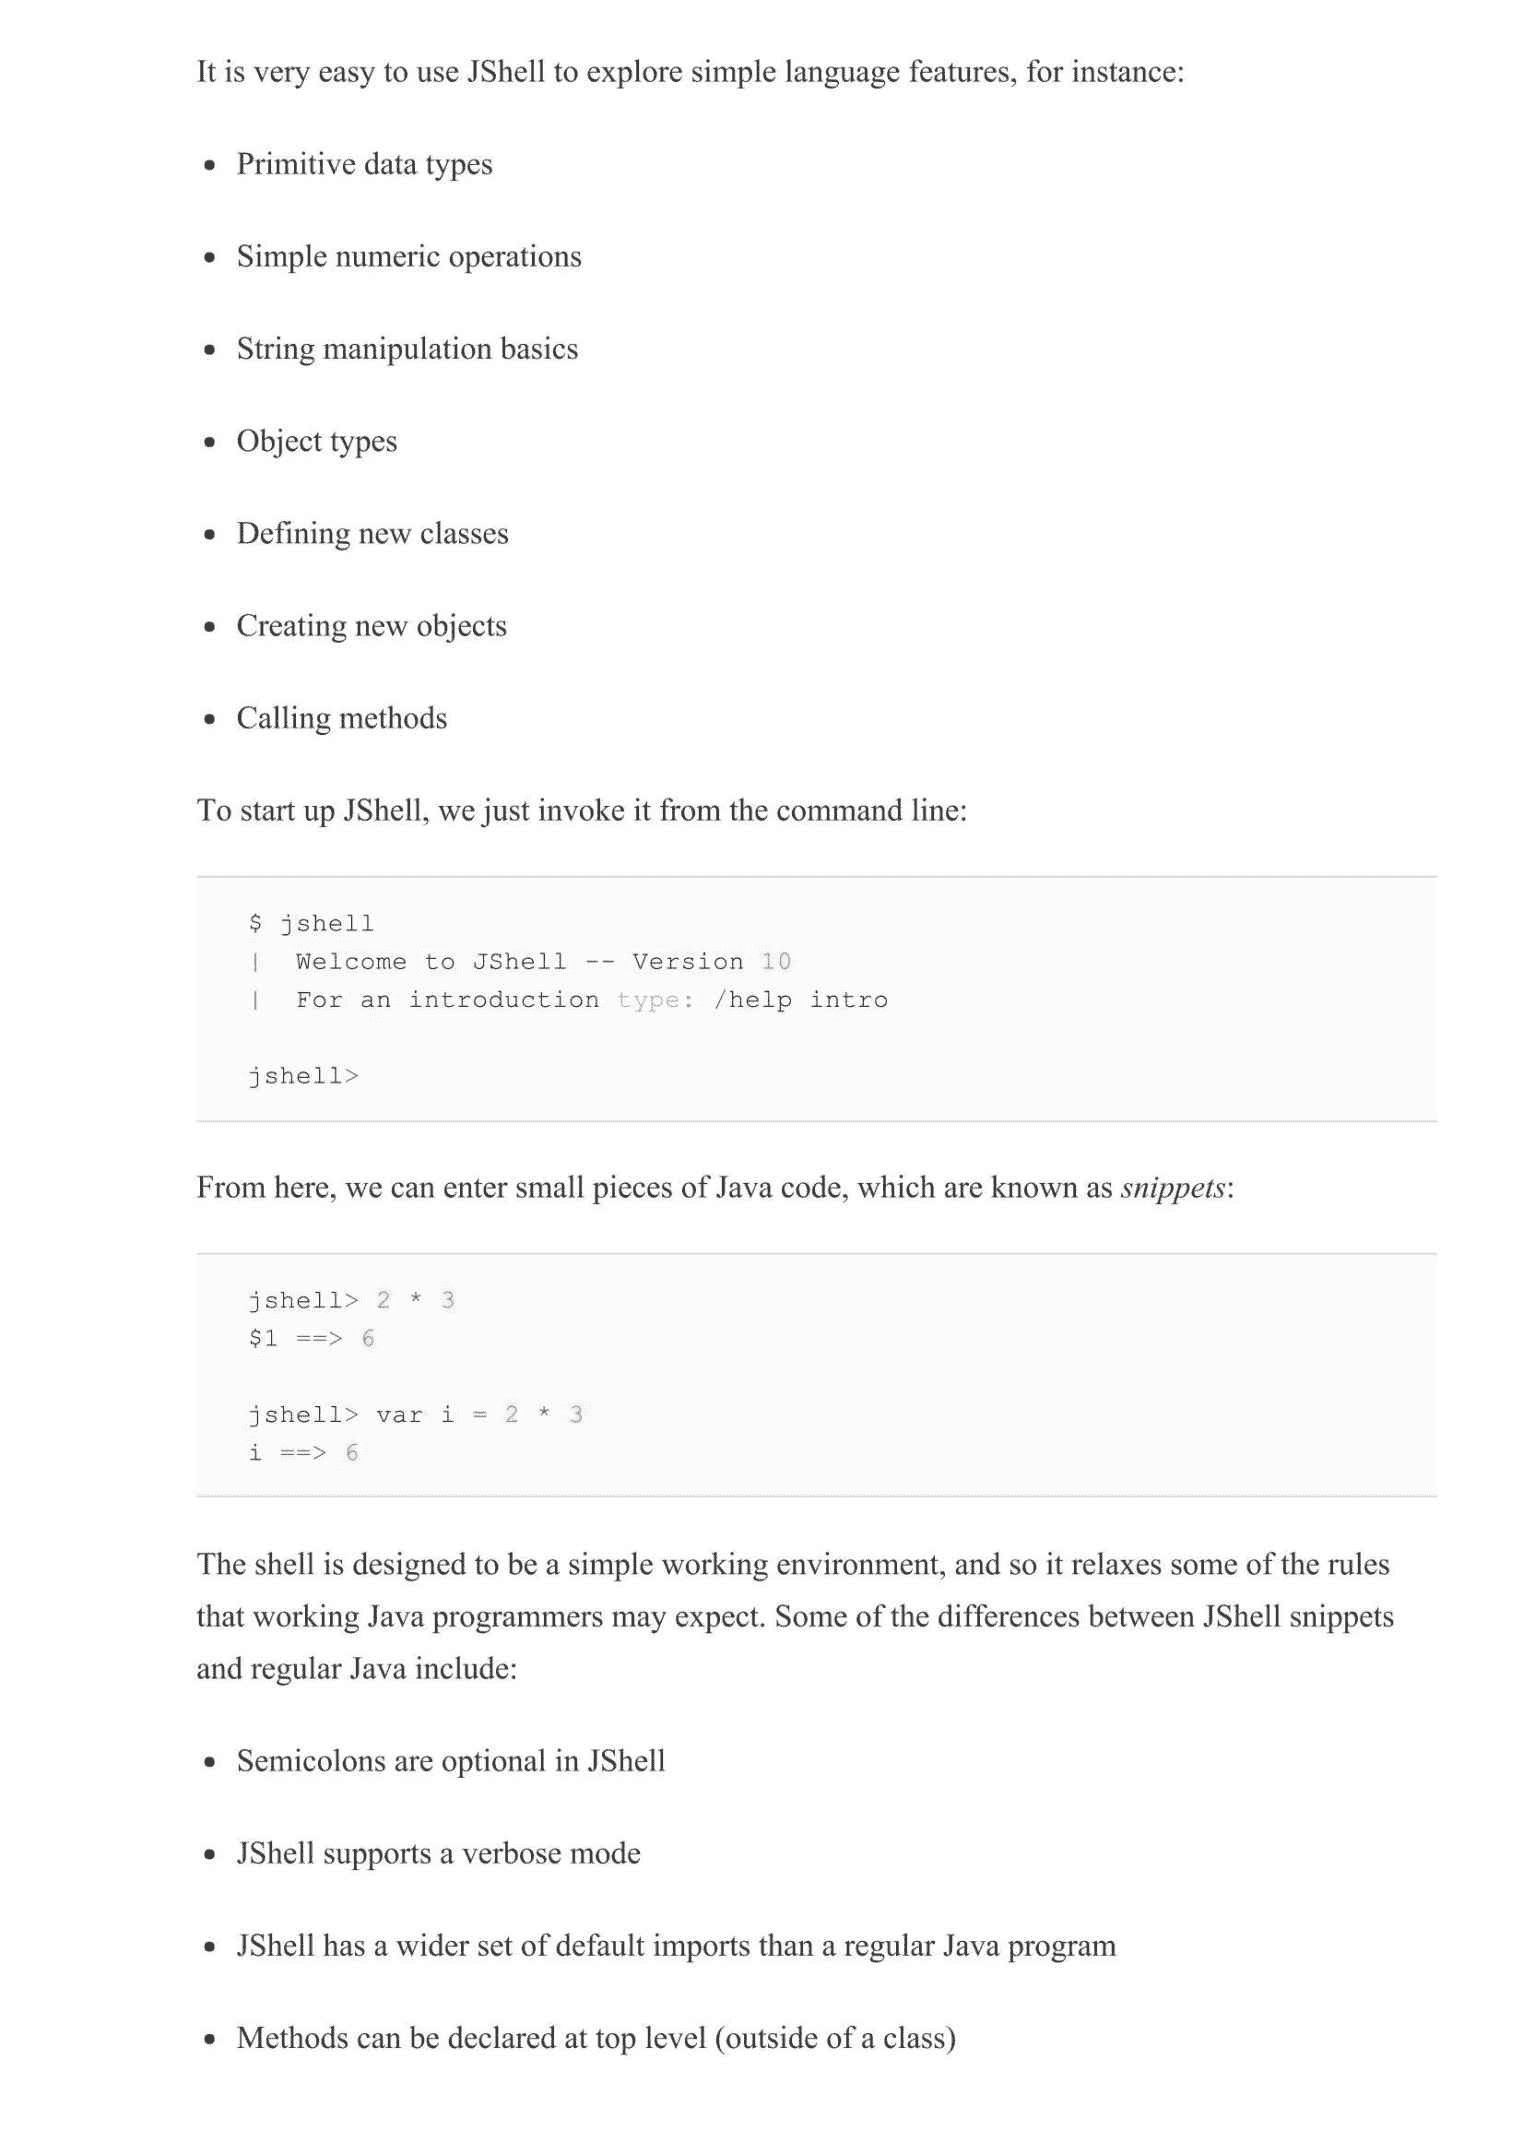 It is very easy to use JShell to explore simple language features, for instance:
• Primitive data types
• Simple numeric operations
• String manipulation basics
• Object types
• Defining new classes
• Creating new objects
• Calling methods
To start up JShell, we just invoke it from the command line:
$ jshell
|  Welcome to JShell -- Version 10
|  For an introduction type: /help intro
jshell>
From here, we can enter small pieces of Java code, which are known as snippets:
jshell> 2 * 3
$1 ==> 6
jshell> var i = 2 * 3
i ==> 6
The shell is designed to be a simple working environment, and so it relaxes some of the rules
that working Java programmers may expect. Some of the differences between JShell snippets
and regular Java include:
• Semicolons are optional in JShell
• JShell supports a verbose mode
• JShell has a wider set of default imports than a regular Java program
• Methods can be declared at top level (outside of a class)